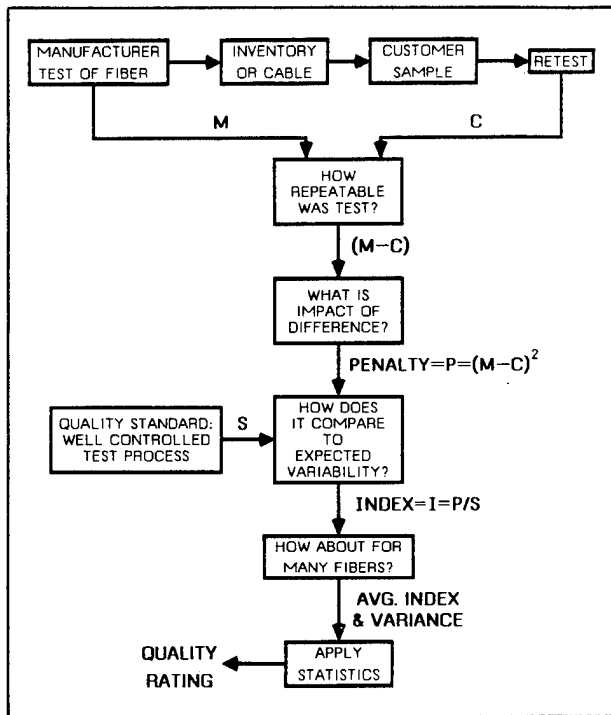 MANUFACTURER
TEST OF FIBER
INVENTORY
OR CABLE
CUSTOMER
SAMPLE
RETEST
M
C
HOW
REPEATABLE
WAS TEST?
(M-C)
WHAT IS
IMPACT OF
DIFFERENCE?
PENALTY=P=(M-C)²
QUALITY STANDARD:
WELL CONTROLLED
TEST PROCESS
S
HOW DOES
IT COMPARE
TO
EXPECTED
VARIABILITY?
INDEX=I=P/S
HOW ABOUT FOR
MANY FIBERS?
AVG. INDEX
& VARIANCE
APPLY
STATISTICS
QUALITY
RATING